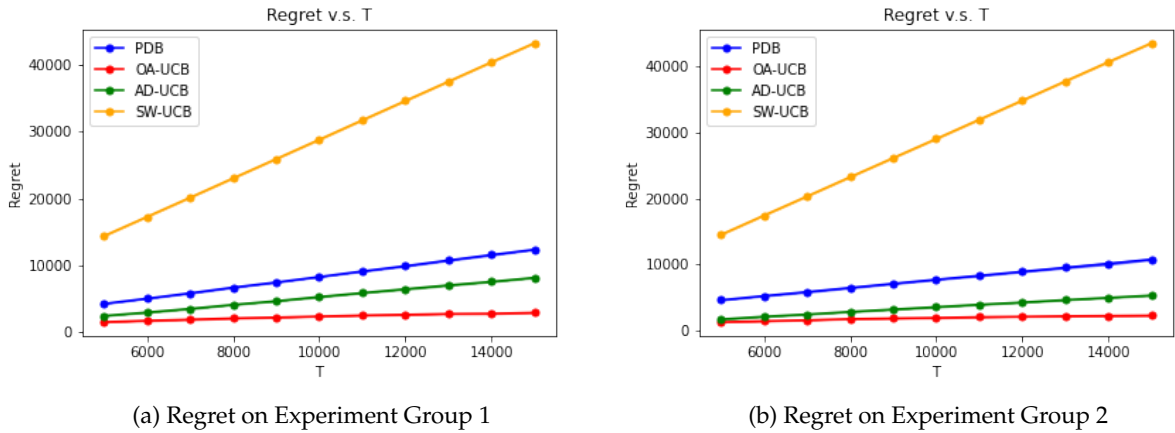 Regret v.s. T
PDB
OA-UCB
AD-UCB
SW-UCB
40000
30000
20000
10000
0
Regret
6000 8000 10000 12000 14000
T
(a) Regret on Experiment Group 1
Regret v.s. T
PDB
OA-UCB
AD-UCB
SW-UCB
40000
30000
20000
10000
0
Regret
6000 8000 10000 12000 14000
T
(b) Regret on Experiment Group 2